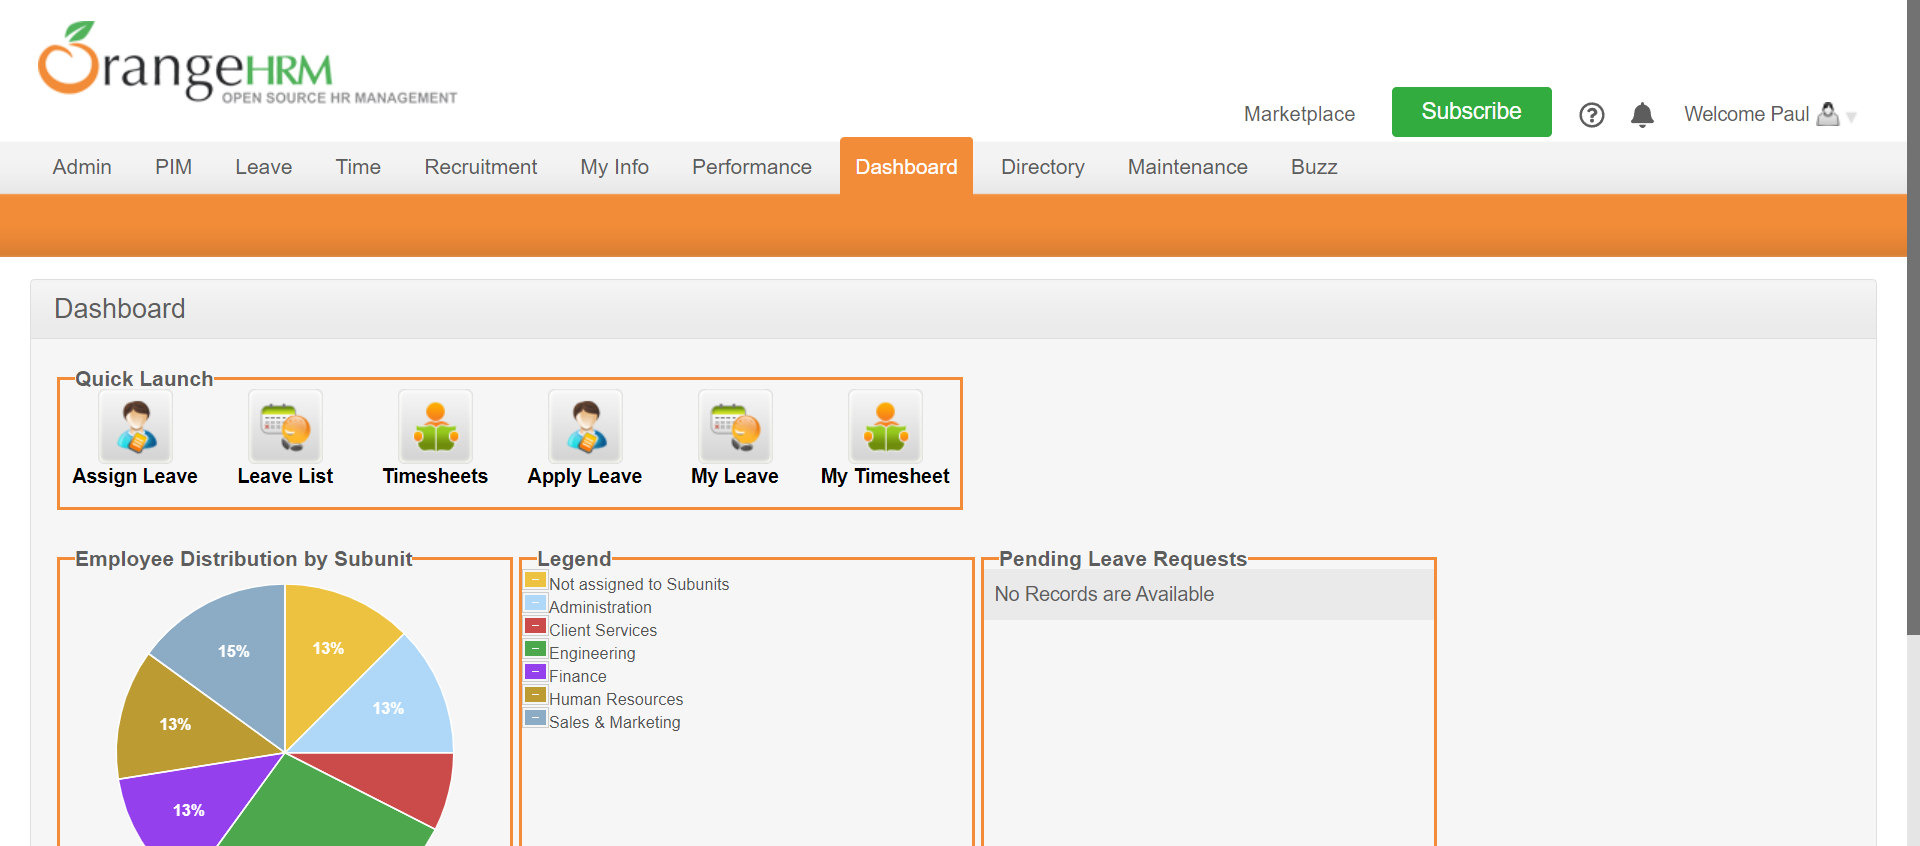 OrangeHRM
OPEN SOURCE HR MANAGEMENT
Marketplace Subscribe Welcome Paul
Admin PIM Leave Time Recruitment My Info Performance Dashboard Directory Maintenance Buzz
Dashboard
Quick Launch
Assign Leave Leave List Timesheets Apply Leave My Leave My Timesheet
Employee Distribution by Subunit
15%
13%
13%
13%
13%
Legend
Not assigned to Subunits
Administration
Client Services
Engineering
Finance
Human Resources
Sales & Marketing
Pending Leave Requests
No Records are Available